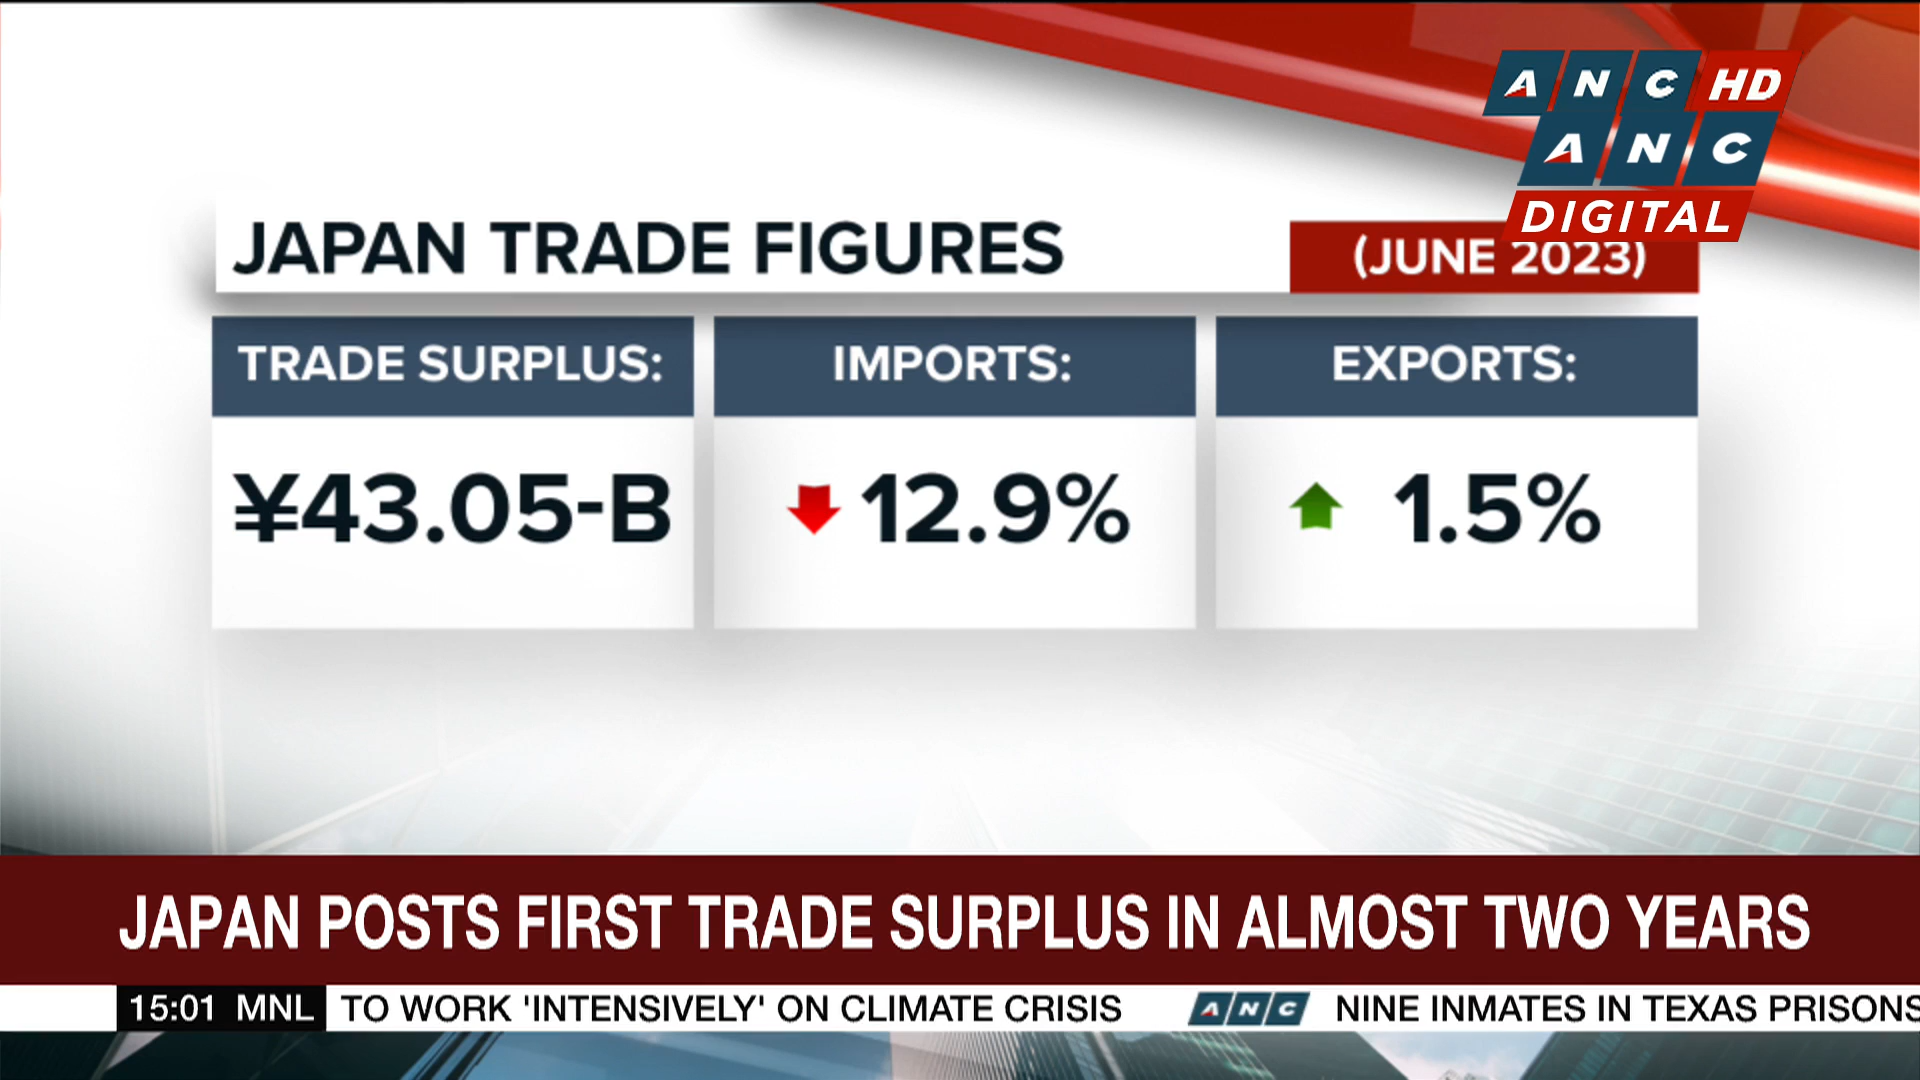 ANC HD
ANC
DIGITAL
JAPAN TRADE FIGURES
(JUNE 2023)
TRADE SURPLUS:
¥43.05-B
IMPORTS:
12.9%
EXPORTS:
1.5%
JAPAN POSTS FIRST TRADE SURPLUS IN ALMOST TWO YEARS
15:01 MNL TO WORK 'INTENSIVELY' ON CLIMATE CRISIS ANC NINE INMATES IN TEXAS PRISONS